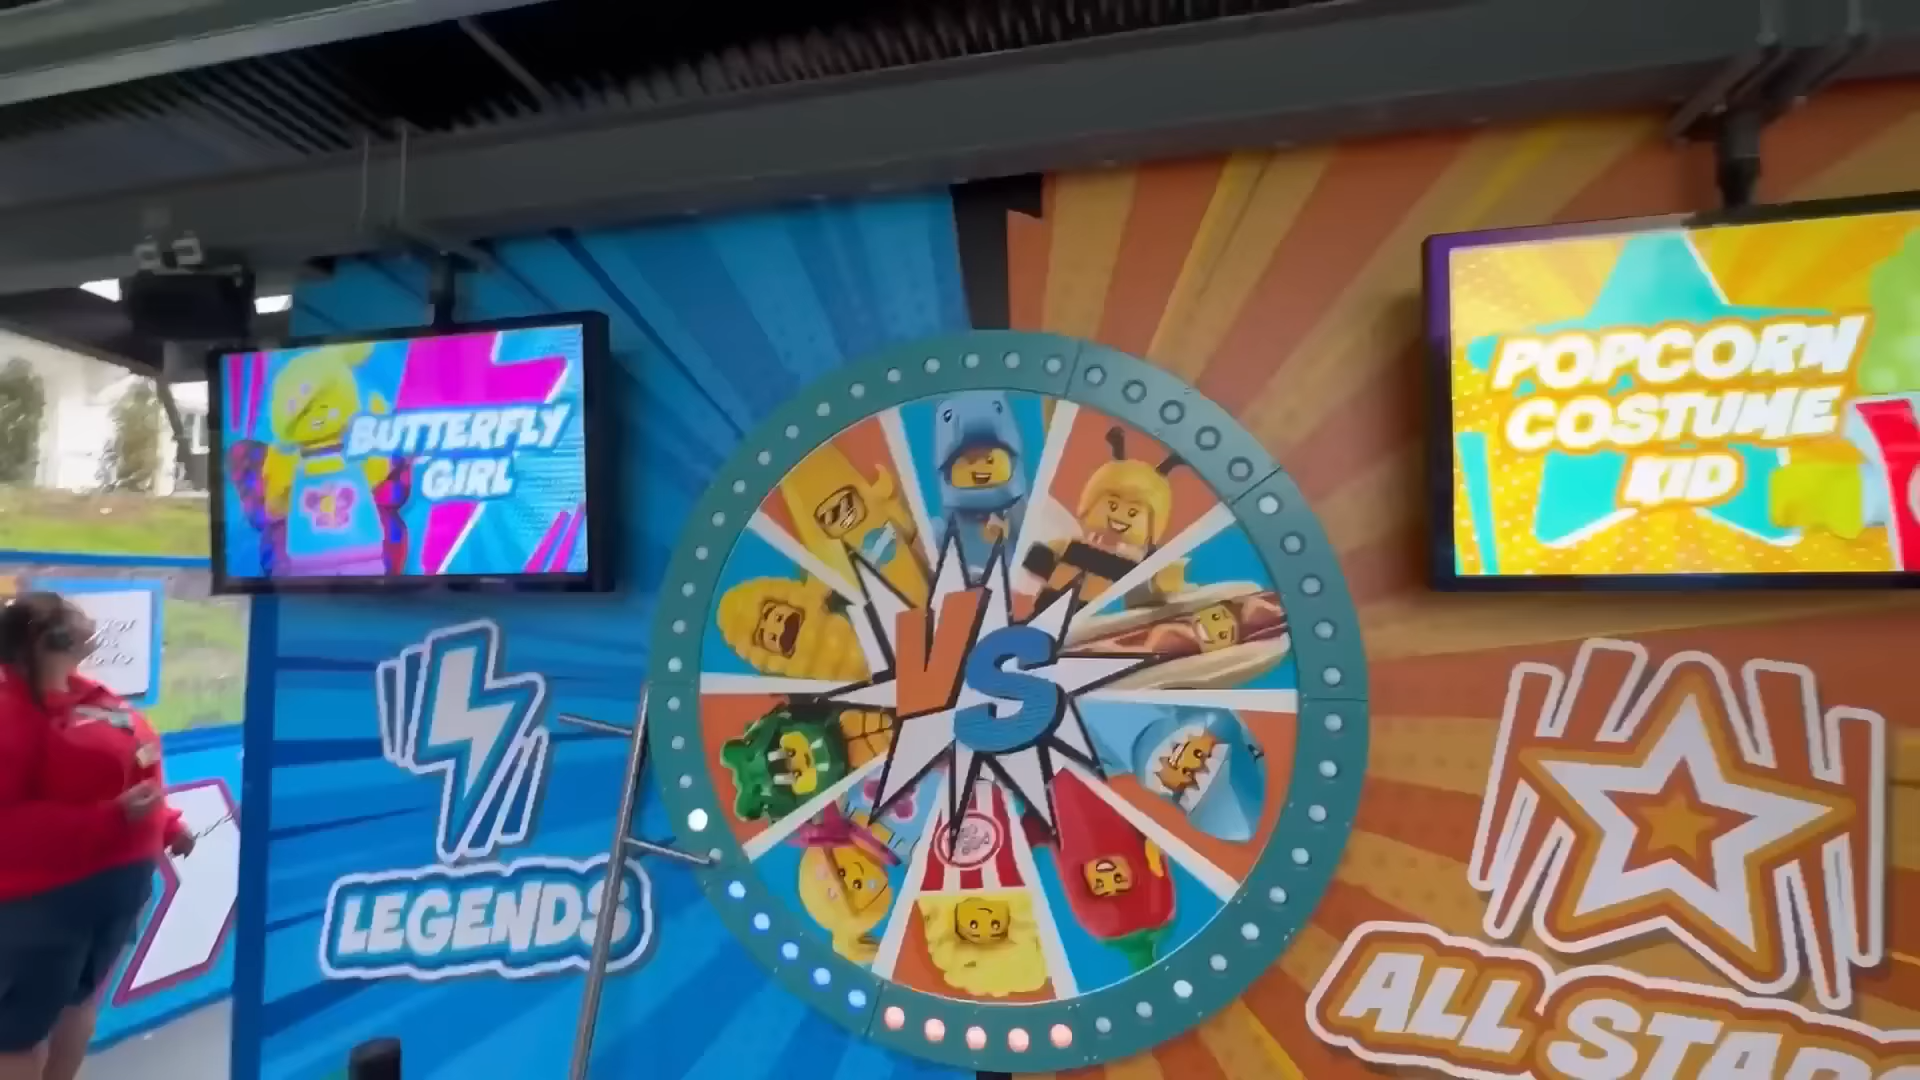 BUTTERFLY
GIRL
POPCORN
COSTUME
KID
VS
LEGENDS
ALL STARS